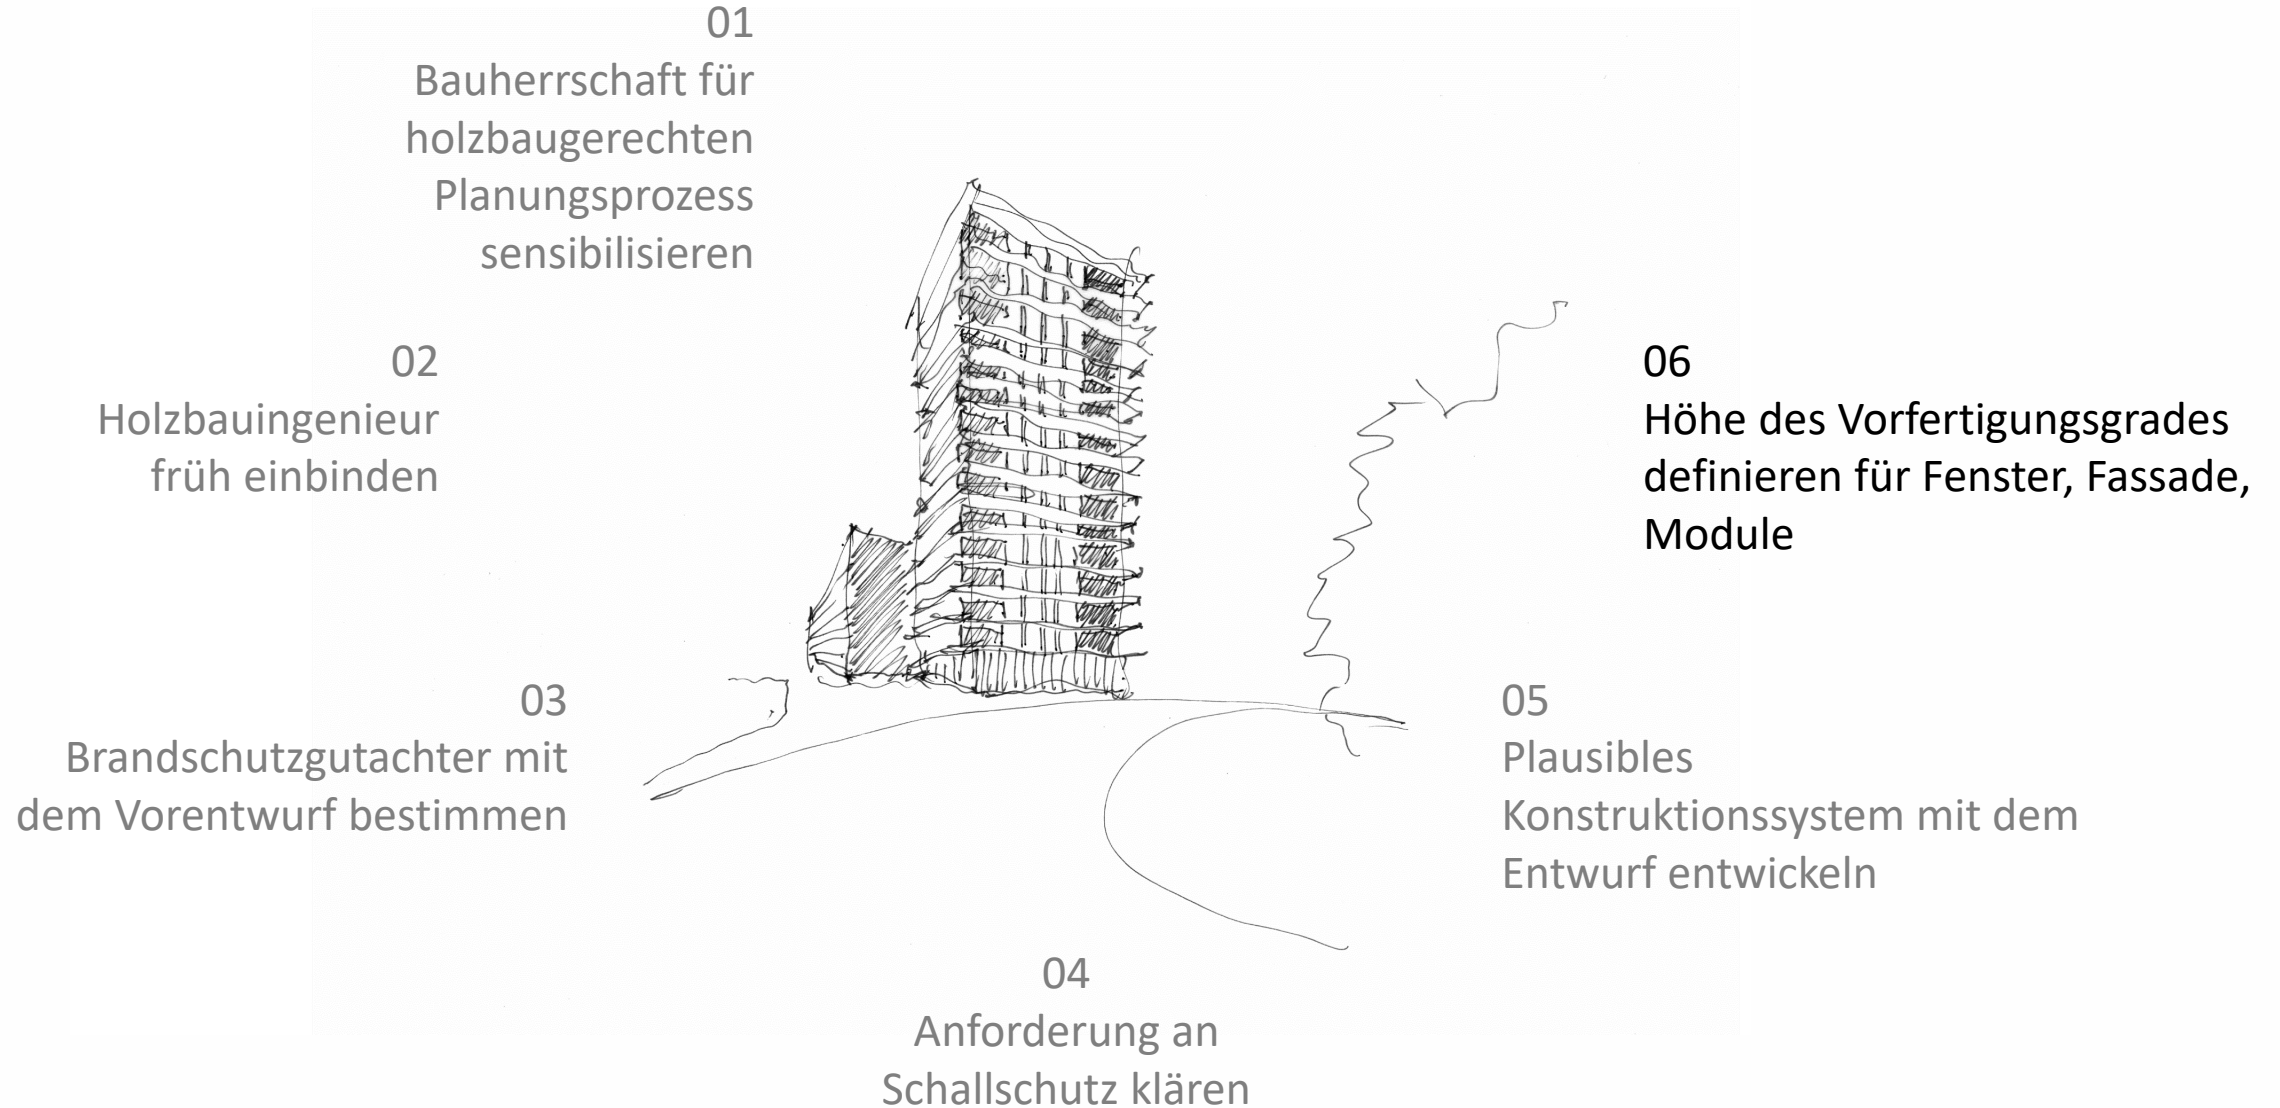 01
Bauherrschaft für
holzbaugerechten
Planungsprozess
sensibilisieren
02
Holzbauingenieur
früh einbinden
03
Brandschutzgutachter mit
dem Vorentwurf bestimmen
04
Anforderung an
Schallschutz klären
05
Plausibles
Konstruktionssystem mit dem
Entwurf entwickeln
06
Höhe des Vorfertigungsgrades
definieren für Fenster, Fassade,
Module